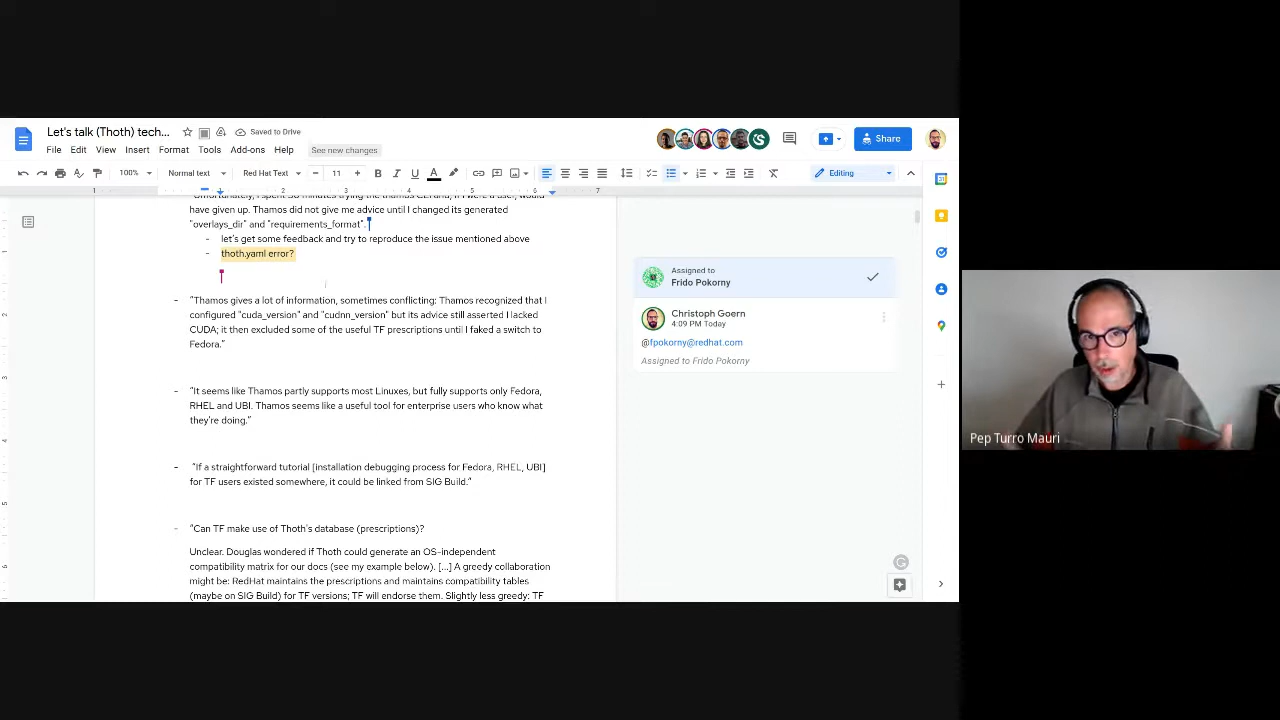 Let's talk (Thoth) tech...
Saved to Drive
Share
File Edit View Insert Format Tools Add-ons Help See new changes
100% Normal text Red Hat Text 11 Editing
1 1 2 3 4 5 6 7
have given up. Thamos did not give me advice until I changed its generated
"overlays_dir" and "requirements_format".
- let's get some feedback and try to reproduce the issue mentioned above
- thoth.yaml error?
- "Thamos gives a lot of information, sometimes conflicting: Thamos recognized that I
configured "cuda_version" and "cudnn_version" but its advice still asserted I lacked
CUDA; it then excluded some of the useful TF prescriptions until I faked a switch to
Fedora."
- "It seems like Thamos partly supports most Linuxes, but fully supports only Fedora,
RHEL and UBI. Thamos seems like a useful tool for enterprise users who know what
they're doing."
- "If a straightforward tutorial [installation debugging process for Fedora, RHEL, UBI]
for TF users existed somewhere, it could be linked from SIG Build."
- "Can TF make use of Thoth's database (prescriptions)?
Unclear. Douglas wondered if Thoth could generate an OS-independent
compatibility matrix for our docs (see my example below). [...] A greedy collaboration
might be: RedHat maintains the prescriptions and maintains compatibility tables
(maybe on SIG Build) for TF versions; TF will endorse them. Slightly less greedy: TF
Assigned to
Frido Pokorny
Christoph Goern
4:09 PM Today
@fpokorny@redhat.com
Assigned to Frido Pokorny
Pep Turro Mauri